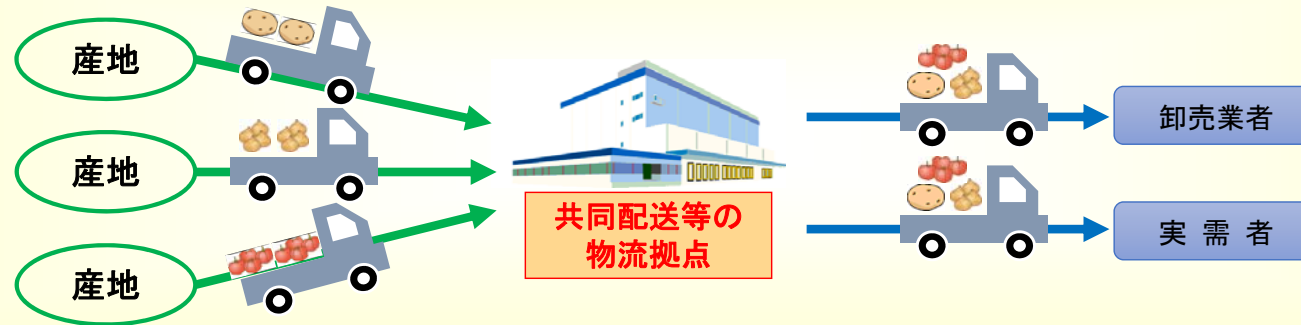 産地
産地
産地
共同配送等の
物流拠点
卸売業者
実需者